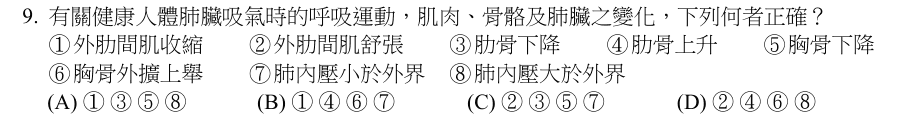 9. 有關健康人體肺臟吸氣時的呼吸運動，肌肉、骨骼及肺臟之變化，下列何者正確？
①外肋間肌收縮 ②外肋間肌舒張 ③肋骨下降 ④肋骨上升 ⑤胸骨下降
⑥胸骨外擴上舉 ⑦肺內壓小於外界 ⑧肺內壓大於外界
(A) ①③⑤⑧ (B) ①④⑥⑦ (C) ②③⑤⑦ (D) ②④⑥⑧